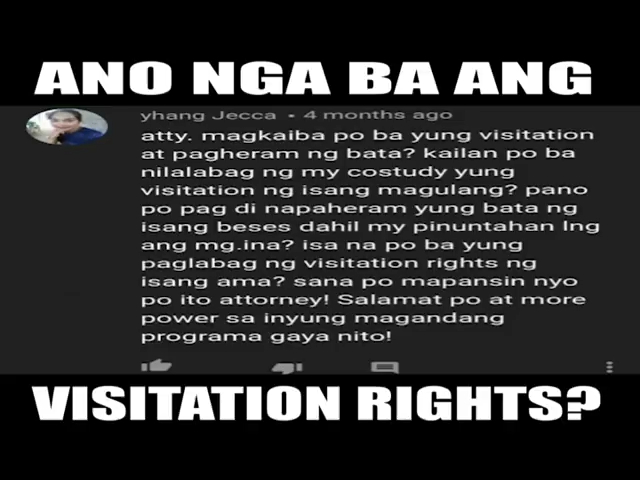 ANO NGA BA ANG
yhang Jecca • 4 months ago
atty. magkaiba po ba yung visitation
at pagheram ng bata? kailan po ba
nilalabag ng my costudy yung
visitation ng isang magulang? pano
po pag di napaheram yung bata ng
isang beses dahil my pinuntahan lng
ang mg.ina? isa na po ba yung
paglabag ng visitation rights ng
isang ama? sana po mapansin nyo
po ito attorney! Salamat po at more
power sa inyung magandang
programa gaya nito!
VISITATION RIGHTS?